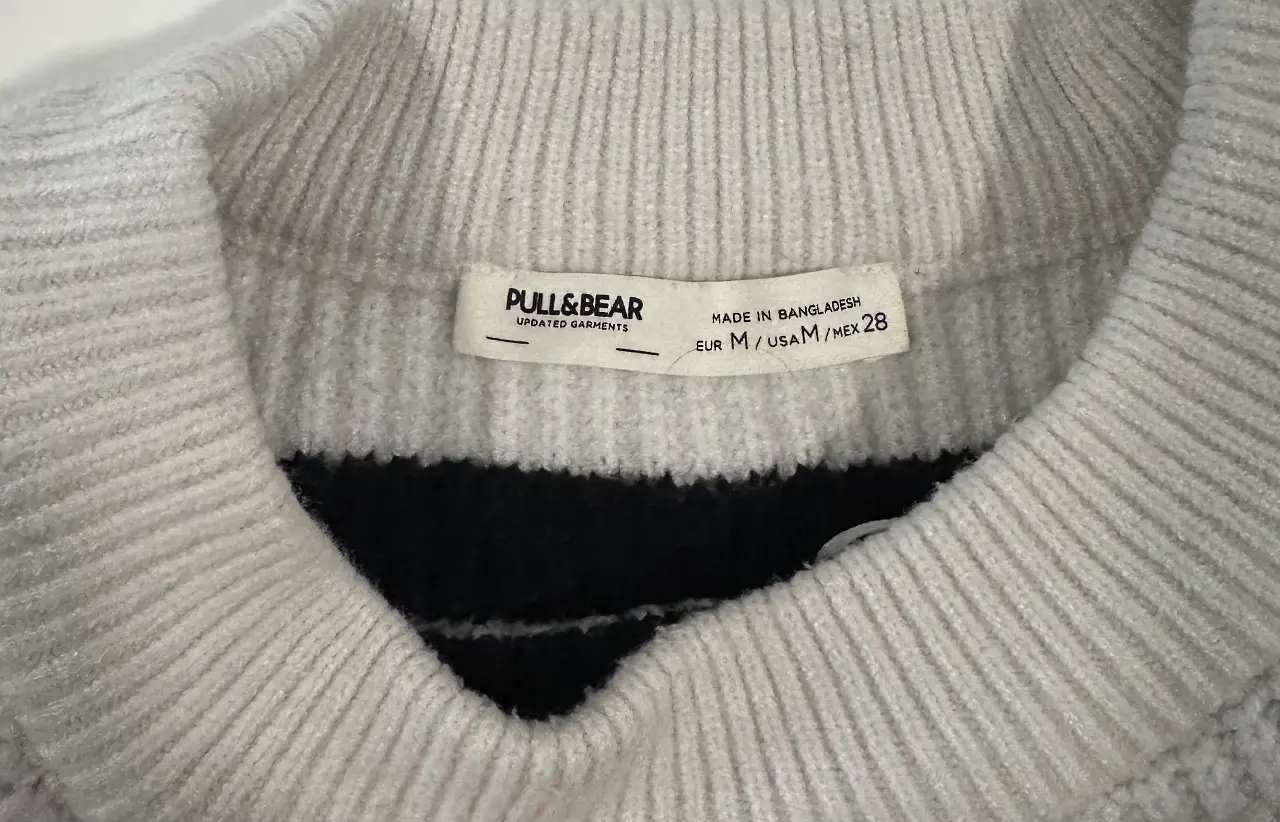 PULL&BEAR
UPDATED GARMENTS
MADE IN BANGLADESH
EUR M / USA M / MEX 28